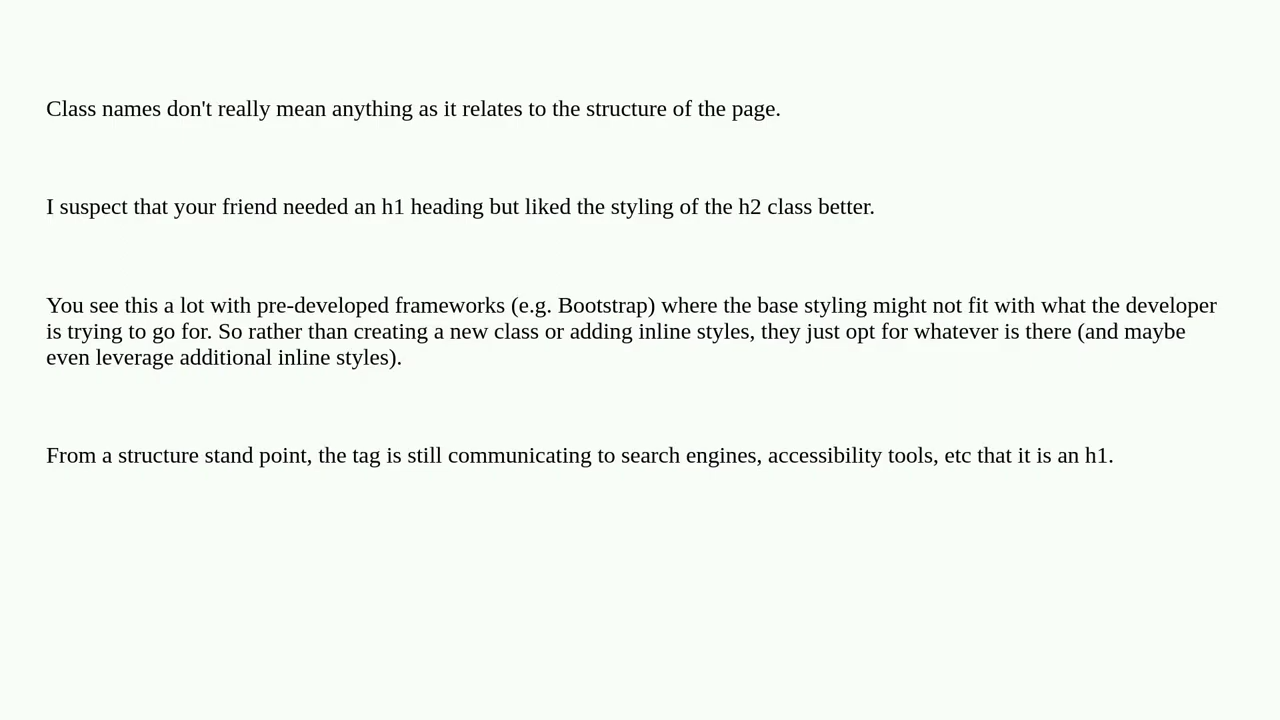 Class names don't really mean anything as it relates to the structure of the page.
I suspect that your friend needed an h1 heading but liked the styling of the h2 class better.
You see this a lot with pre-developed frameworks (e.g. Bootstrap) where the base styling might not fit with what the developer
is trying to go for. So rather than creating a new class or adding inline styles, they just opt for whatever is there (and maybe
even leverage additional inline styles).
From a structure stand point, the tag is still communicating to search engines, accessibility tools, etc that it is an h1.